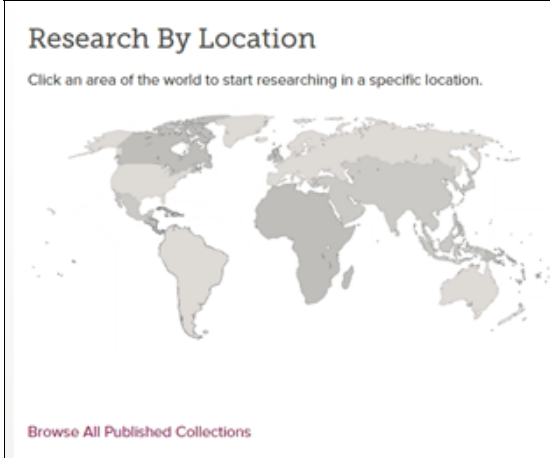 Research By Location
Click an area of the world to start researching in a specific location.
Browse All Published Collections